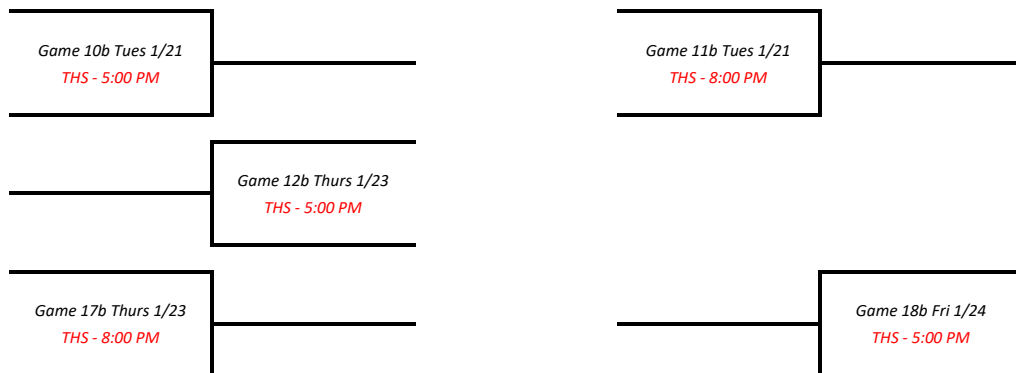 Game 10b Tues 1/21
THS - 5:00 PM
Game 11b Tues 1/21
THS - 8:00 PM
Game 12b Thurs 1/23
THS - 5:00 PM
Game 17b Thurs 1/23
THS - 8:00 PM
Game 18b Fri 1/24
THS - 5:00 PM